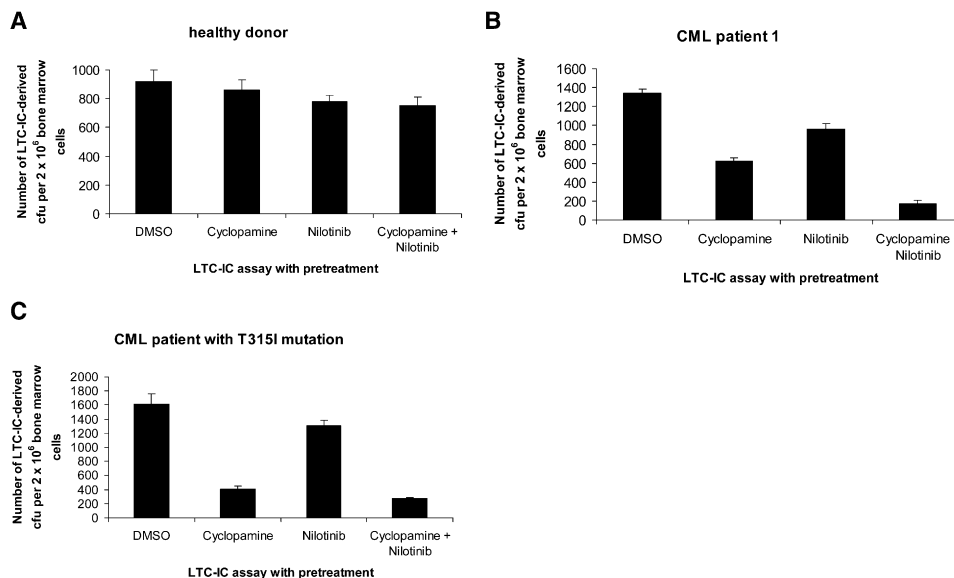 A
healthy donor
Number of LTC-IC-derived
cfu per 2 x 10⁶ bone marrow
cells
1000
800
600
400
200
0
DMSO
Cyclopamine
Nilotinib
Cyclopamine +
Nilotinib
LTC-IC assay with pretreatment
B
CML patient 1
Number of LTC-IC-derived
cfu per 2 x 10⁶ bone marrow
cells
1600
1400
1200
1000
800
600
400
200
0
DMSO
Cyclopamine
Nilotinib
Cyclopamine
Nilotinib
LTC-IC assay with pretreatment
C
CML patient with T315I mutation
Number of LTC-IC-derived
cfu per 2 x 10⁶ bone marrow
cells
2000
1800
1600
1400
1200
1000
800
600
400
200
0
DMSO
Cyclopamine
Nilotinib
Cyclopamine +
Nilotinib
LTC-IC assay with pretreatment